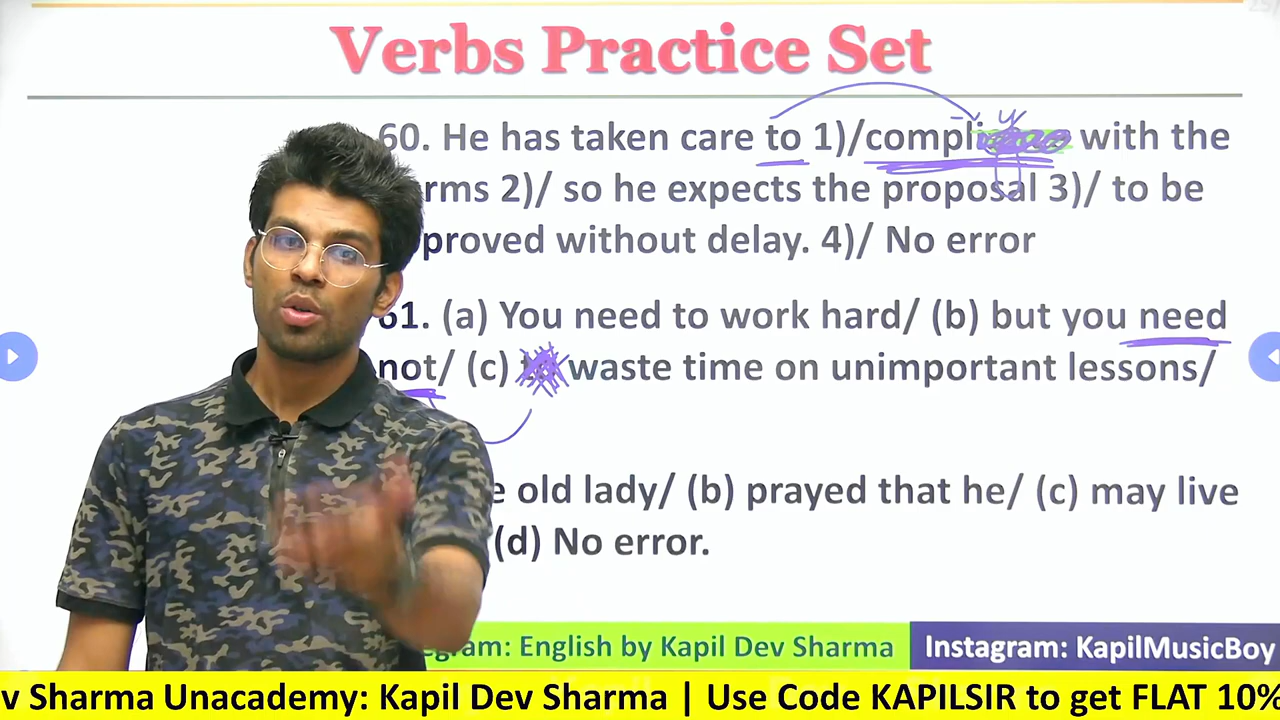 Verbs Practice Set
60. He has taken care to 1)/compli with the
rms 2)/ so he expects the proposal 3)/ to be
proved without delay. 4)/ No error
61. (a) You need to work hard/ (b) but you need
not/ (c) waste time on unimportant lessons/
e old lady/ (b) prayed that he/ (c) may live
(d) No error.
gram: English by Kapil Dev Sharma
Instagram: KapilMusicBoy
v Sharma Unacademy: Kapil Dev Sharma | Use Code KAPILSIR to get FLAT 10%